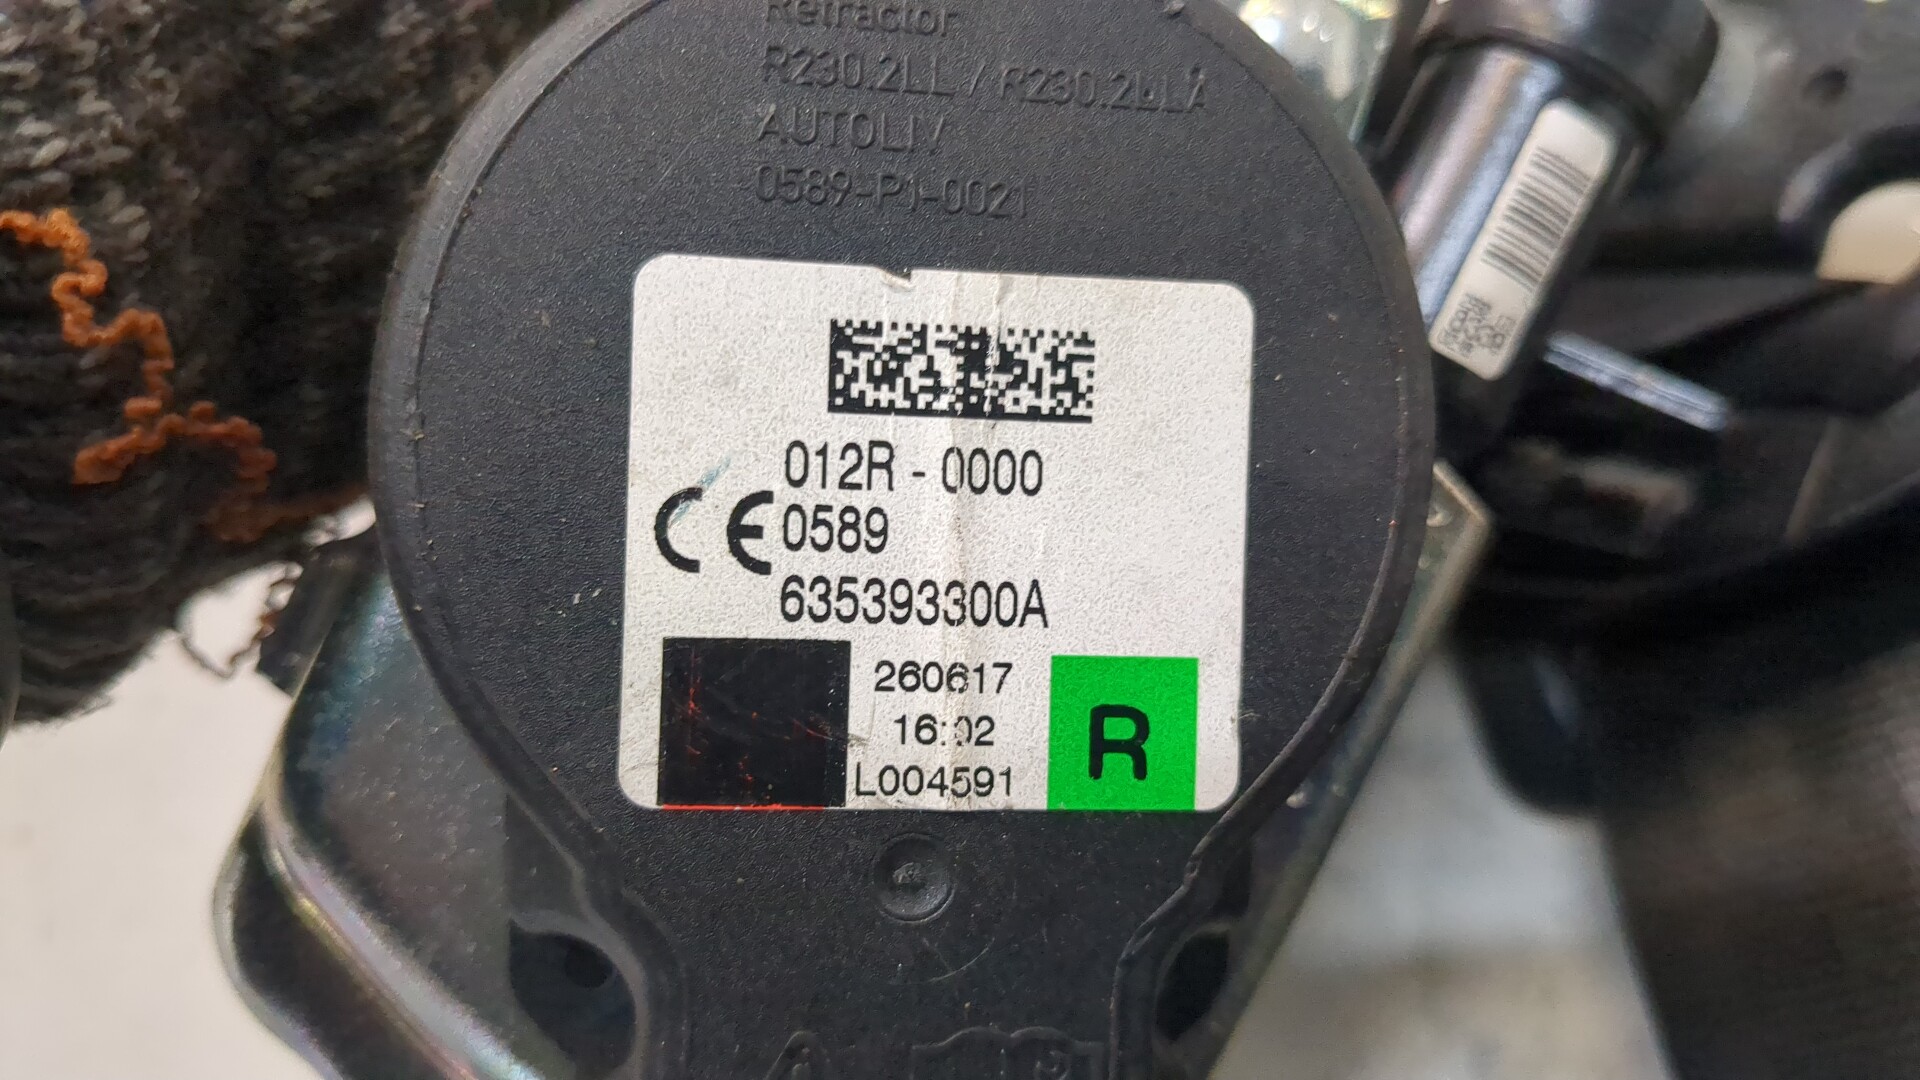 Retractor
R230.2LL / R230.2LLA
AUTOLIV
0589-P1-0021
012R - 0000
CE 0589
635393300A
260617
16:02
L004591
R